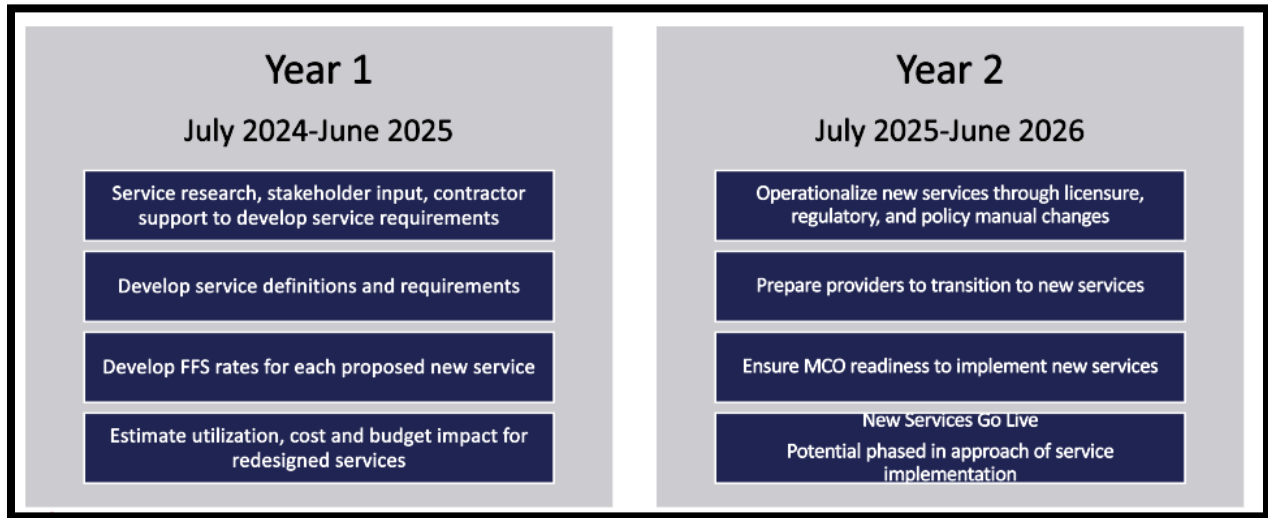 Year 1
July 2024-June 2025
Service research, stakeholder input, contractor
support to develop service requirements
Develop service definitions and requirements
Develop FFS rates for each proposed new service
Estimate utilization, cost and budget impact for
redesigned services
Year 2
July 2025-June 2026
Operationalize new services through licensure,
regulatory, and policy manual changes
Prepare providers to transition to new services
Ensure MCO readiness to implement new services
New Services Go Live
Potential phased in approach of service
implementation